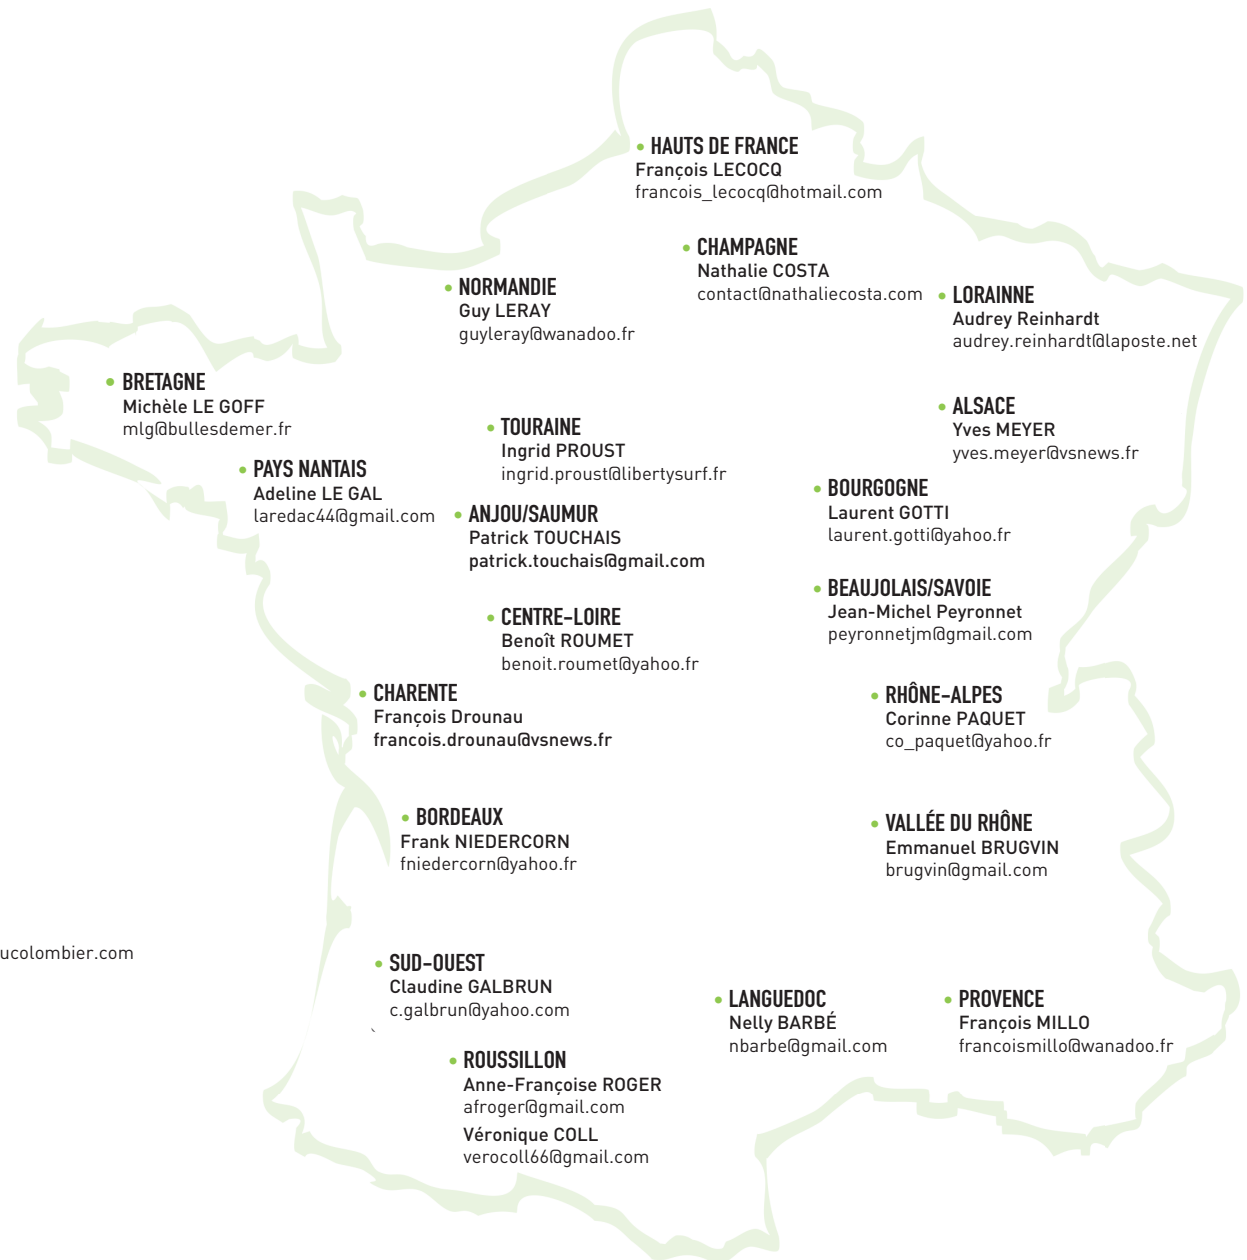 • HAUTS DE FRANCE
François LECOCQ
francois_lecocq@hotmail.com
• CHAMPAGNE
Nathalie COSTA
contact@nathaliecosta.com
• NORMANDIE
Guy LERAY
guyleray@wanadoo.fr
• LORAINNE
Audrey Reinhardt
audrey.reinhardt@laposte.net
• BRETAGNE
Michèle LE GOFF
mlg@bullesdemer.fr
• ALSACE
Yves MEYER
yves.meyer@vsnews.fr
• TOURAINE
Ingrid PROUST
ingrid.proust@libertysurf.fr
• PAYS NANTAIS
Adeline LE GAL
laredac44@gmail.com
• BOURGOGNE
Laurent GOTTI
laurent.gotti@yahoo.fr
• ANJOU/SAUMUR
Patrick TOUCHAIS
patrick.touchais@gmail.com
• BEAUJOLAIS/SAVOIE
Jean-Michel Peyronnet
peyronnetjm@gmail.com
• CENTRE-LOIRE
Benoît ROUMET
benoit.roumet@yahoo.fr
• CHARENTE
François Drounau
francois.drounau@vsnews.fr
• RHÔNE-ALPES
Corinne PAQUET
co_paquet@yahoo.fr
• BORDEAUX
Frank NIEDERCORN
fniedercorn@yahoo.fr
• VALLÉE DU RHÔNE
Emmanuel BRUGVIN
brugvin@gmail.com
ucolombier.com
• SUD-OUEST
Claudine GALBRUN
c.galbrun@yahoo.com
• LANGUEDOC
Nelly BARBÉ
nbarbe@gmail.com
• PROVENCE
François MILLO
francoismillo@wanadoo.fr
• ROUSSILLON
Anne-Françoise ROGER
afroger@gmail.com
Véronique COLL
verocoll66@gmail.com